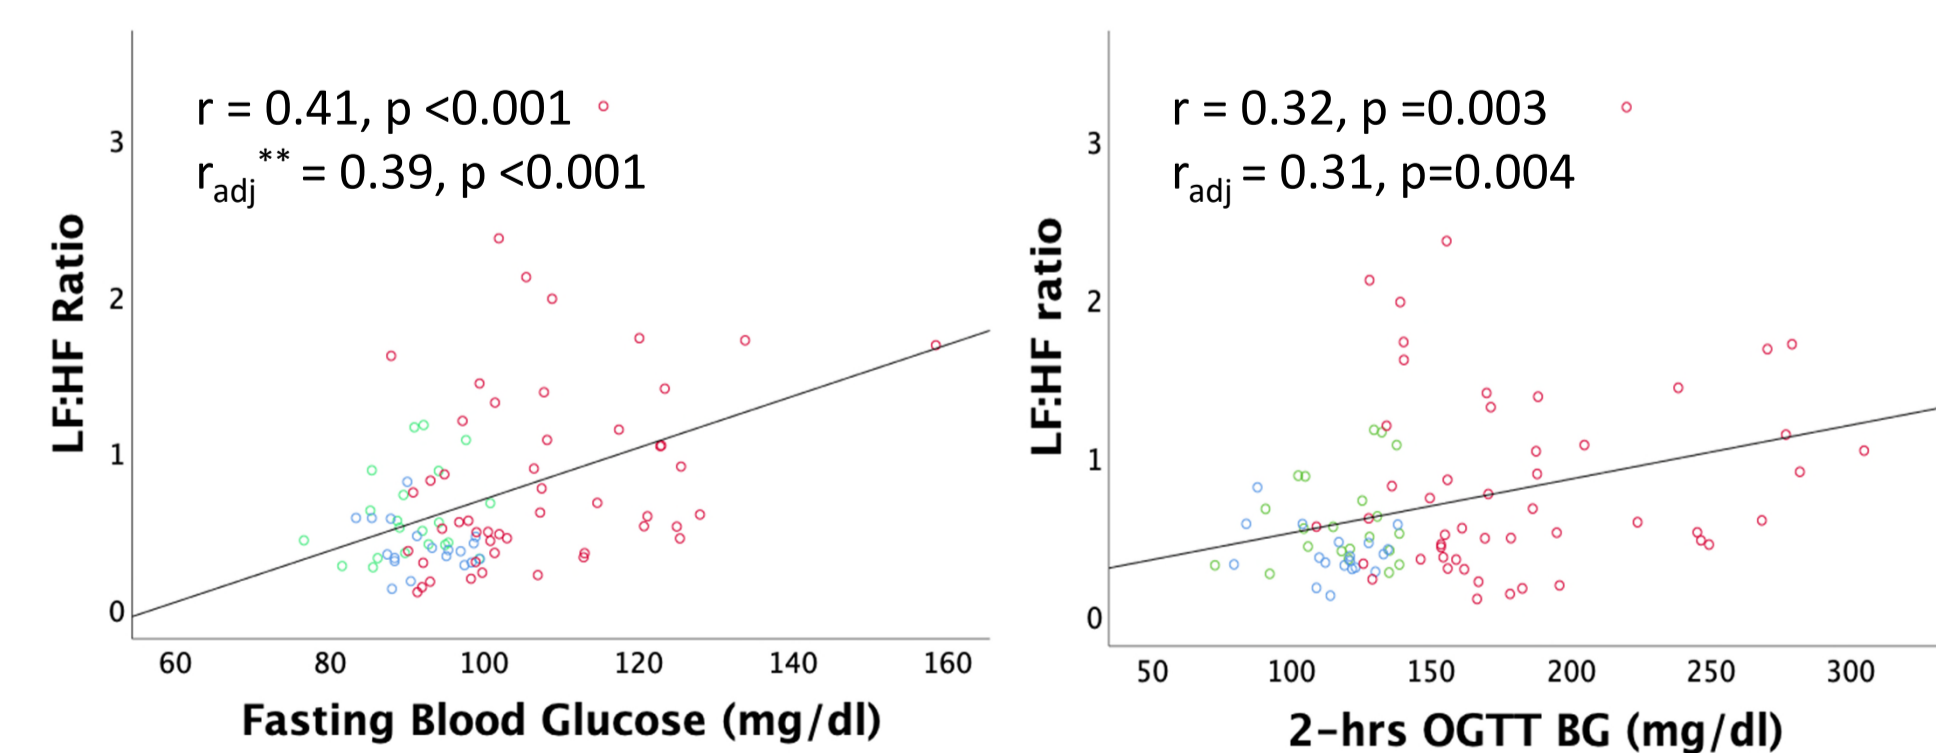 r = 0.41, p <0.001
radj** = 0.39, p <0.001
LF:HF Ratio
3
2
1
0
60 80 100 120 140 160
Fasting Blood Glucose (mg/dl)
r = 0.32, p =0.003
radj = 0.31, p=0.004
LF:HF ratio
3
2
1
0
50 100 150 200 250 300
2-hrs OGTT BG (mg/dl)